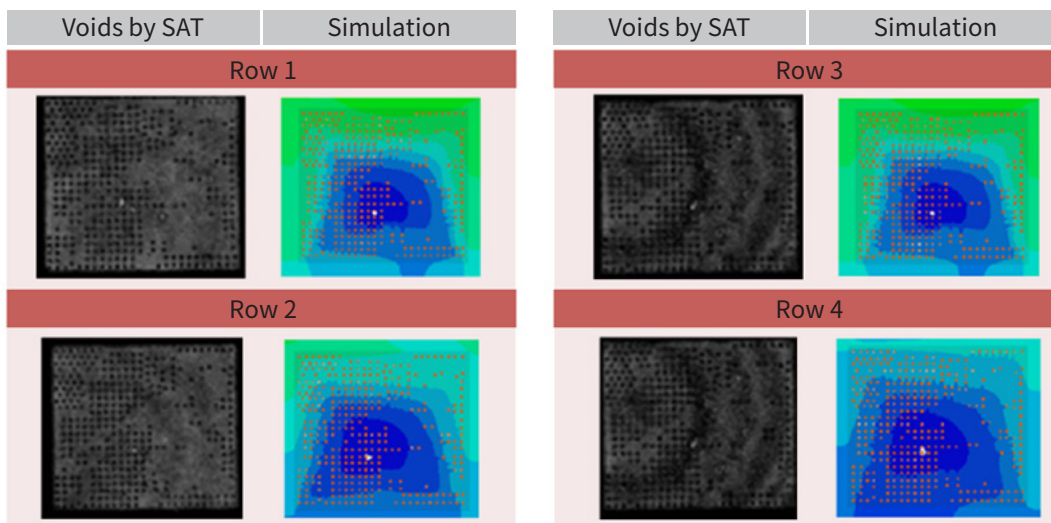 Voids by SAT Simulation
Row 1
Row 2
Voids by SAT Simulation
Row 3
Row 4